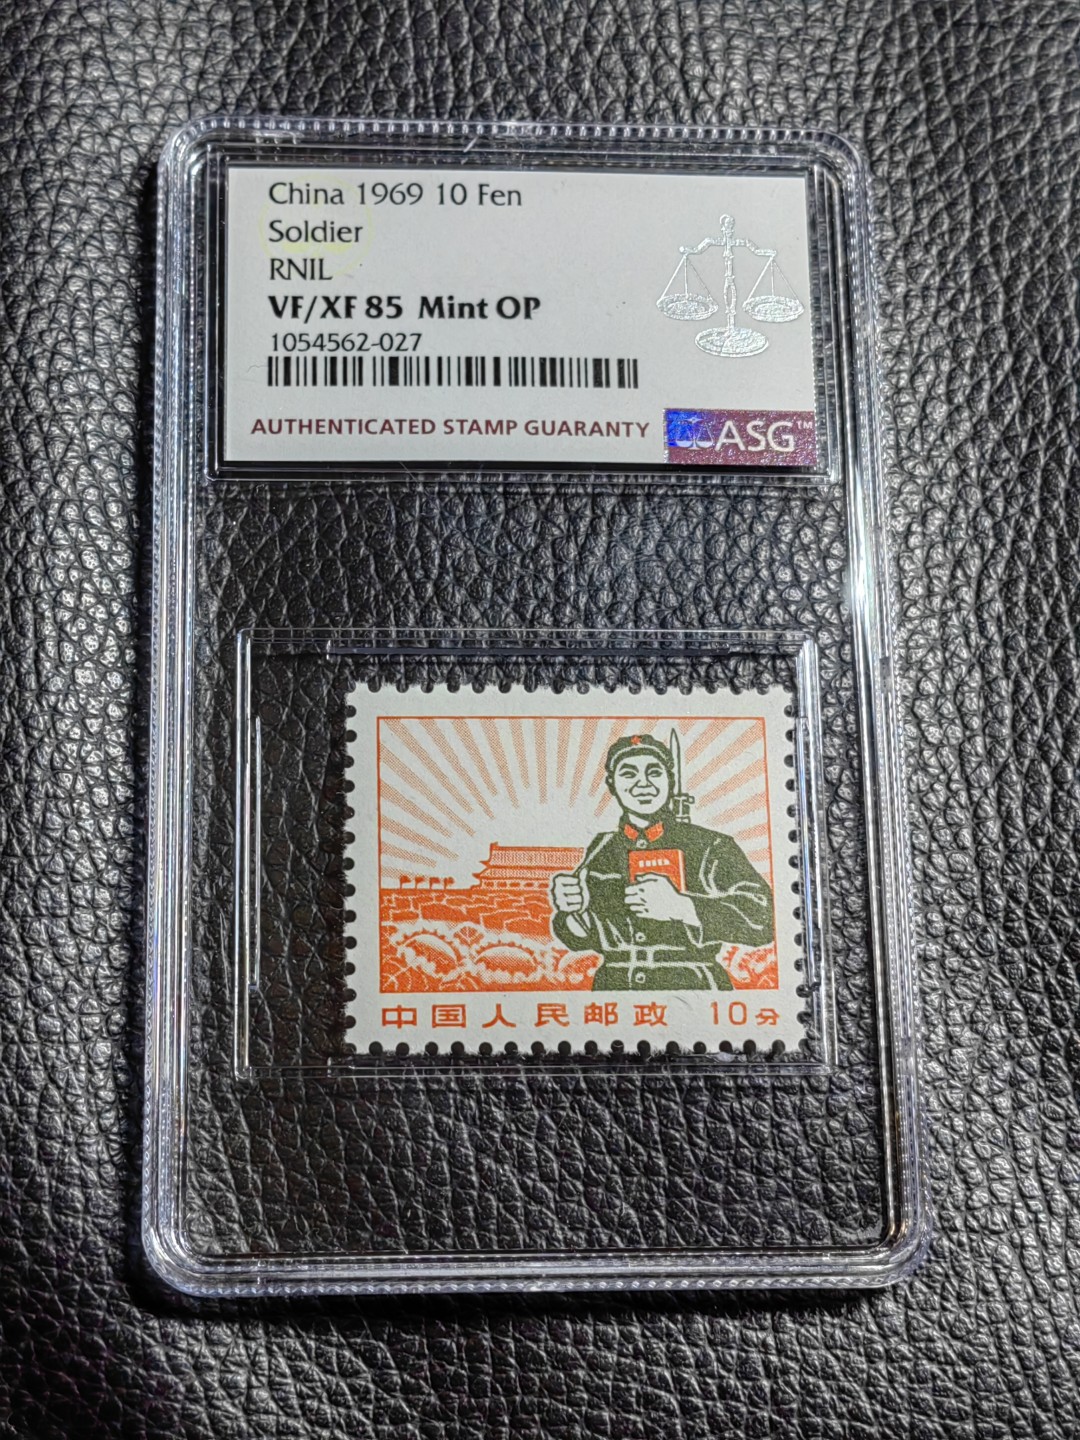 China 1969 10 Fen
Soldier
RNIL
VF/XF 85 Mint OP
1054562-027
AUTHENTICATED STAMP GUARANTY
ASG™
中国人民邮政 10分